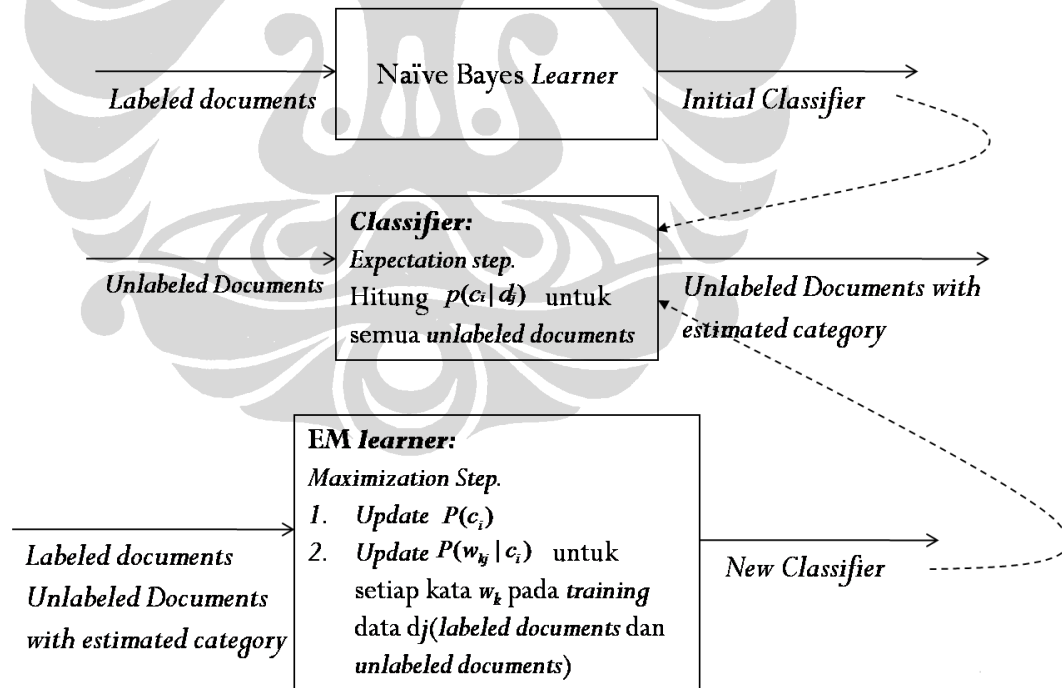 Naïve Bayes Learner
Labeled documents
Initial Classifier
Classifier:
Expectation step.
Hitung p(cᵢ|dⱼ) untuk
semua unlabeled documents
Unlabeled Documents
Unlabeled Documents with
estimated category
EM learner:
Maximization Step.
1. Update P(cᵢ)
2. Update P(wₖⱼ|cᵢ) untuk
setiap kata wₖ pada training
data dj(labeled documents dan
unlabeled documents)
Labeled documents
Unlabeled Documents
with estimated category
New Classifier